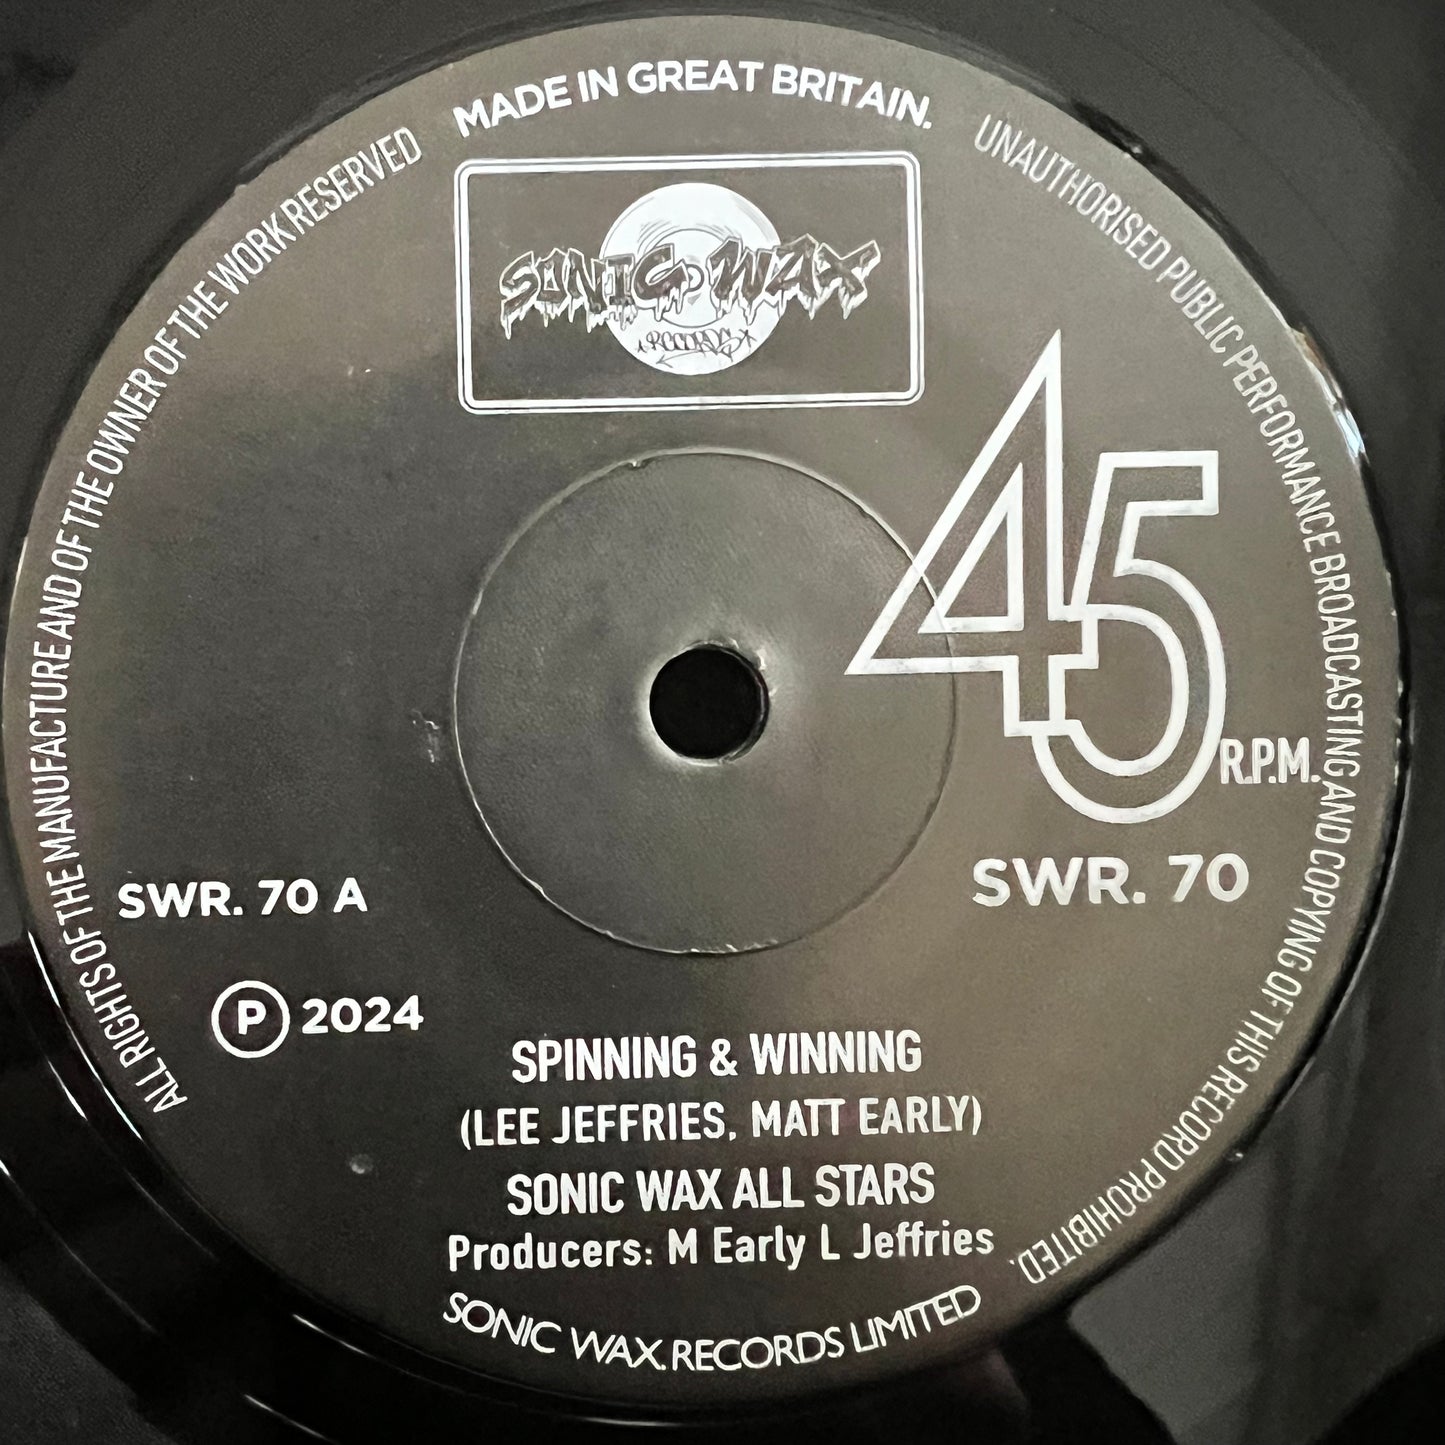 MADE IN GREAT BRITAIN.
ALL RIGHTS OF THE MANUFACTURE AND OF THE OWNER OF THE WORK RESERVED
UNAUTHORISED PUBLIC PERFORMANCE BROADCASTING AND COPYING OF THIS RECORD PROHIBITED.
SONIC WAX
RECORDS
45
R.P.M.
SWR. 70
SWR. 70 A
Ⓟ 2024
SPINNING & WINNING
(LEE JEFFRIES, MATT EARLY)
SONIC WAX ALL STARS
Producers: M Early L Jeffries
SONIC WAX. RECORDS LIMITED